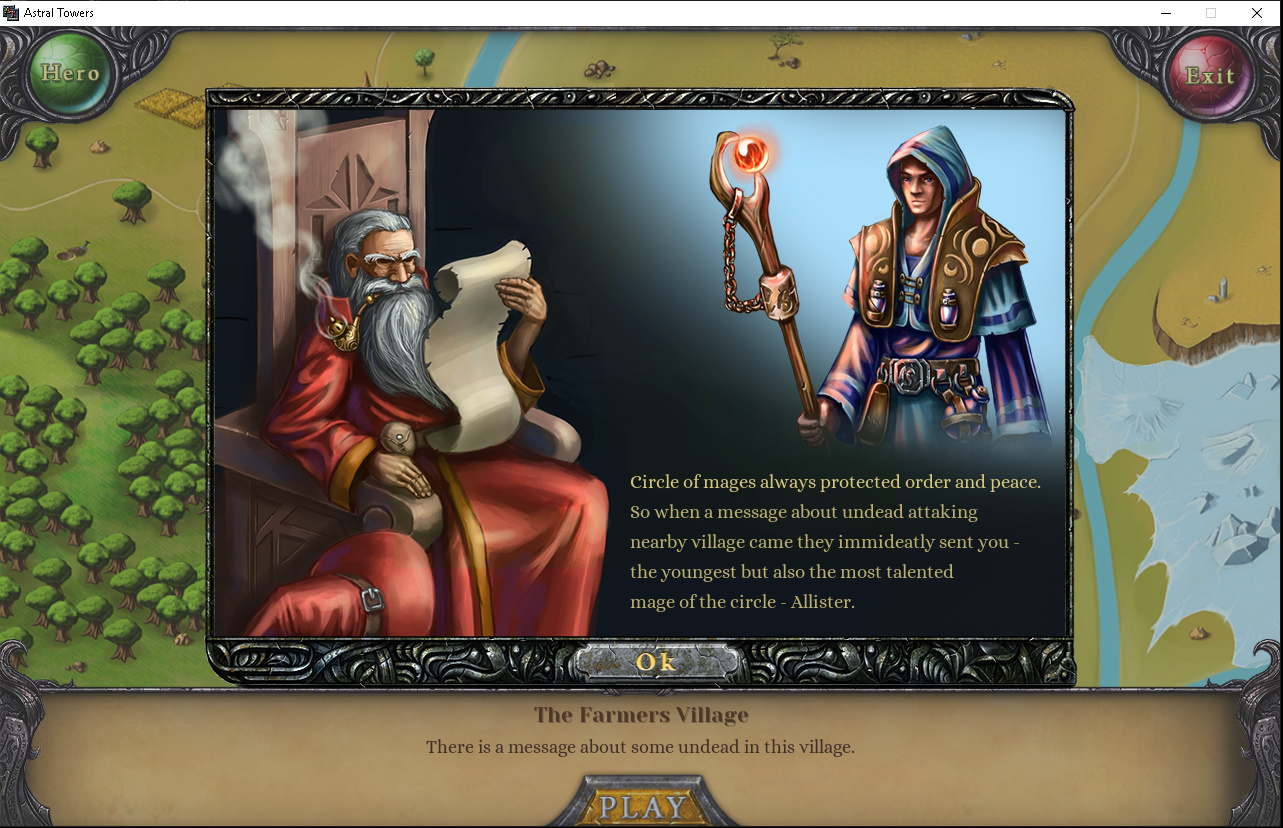 Astral Towers
Hero
Exit
Circle of mages always protected order and peace.
So when a message about undead attaking
nearby village came they immideatly sent you -
the youngest but also the most talented
mage of the circle - Allister.
Ok
The Farmers Village
There is a message about some undead in this village.
PLAY